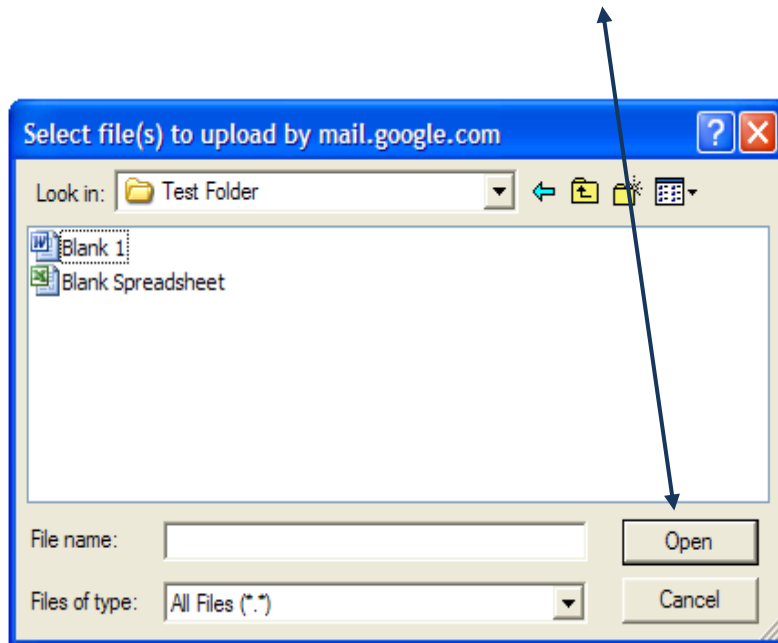 Select file(s) to upload by mail.google.com
Look in: Test Folder
Blank 1
Blank Spreadsheet
File name: Open
Files of type: All Files (*.*) Cancel